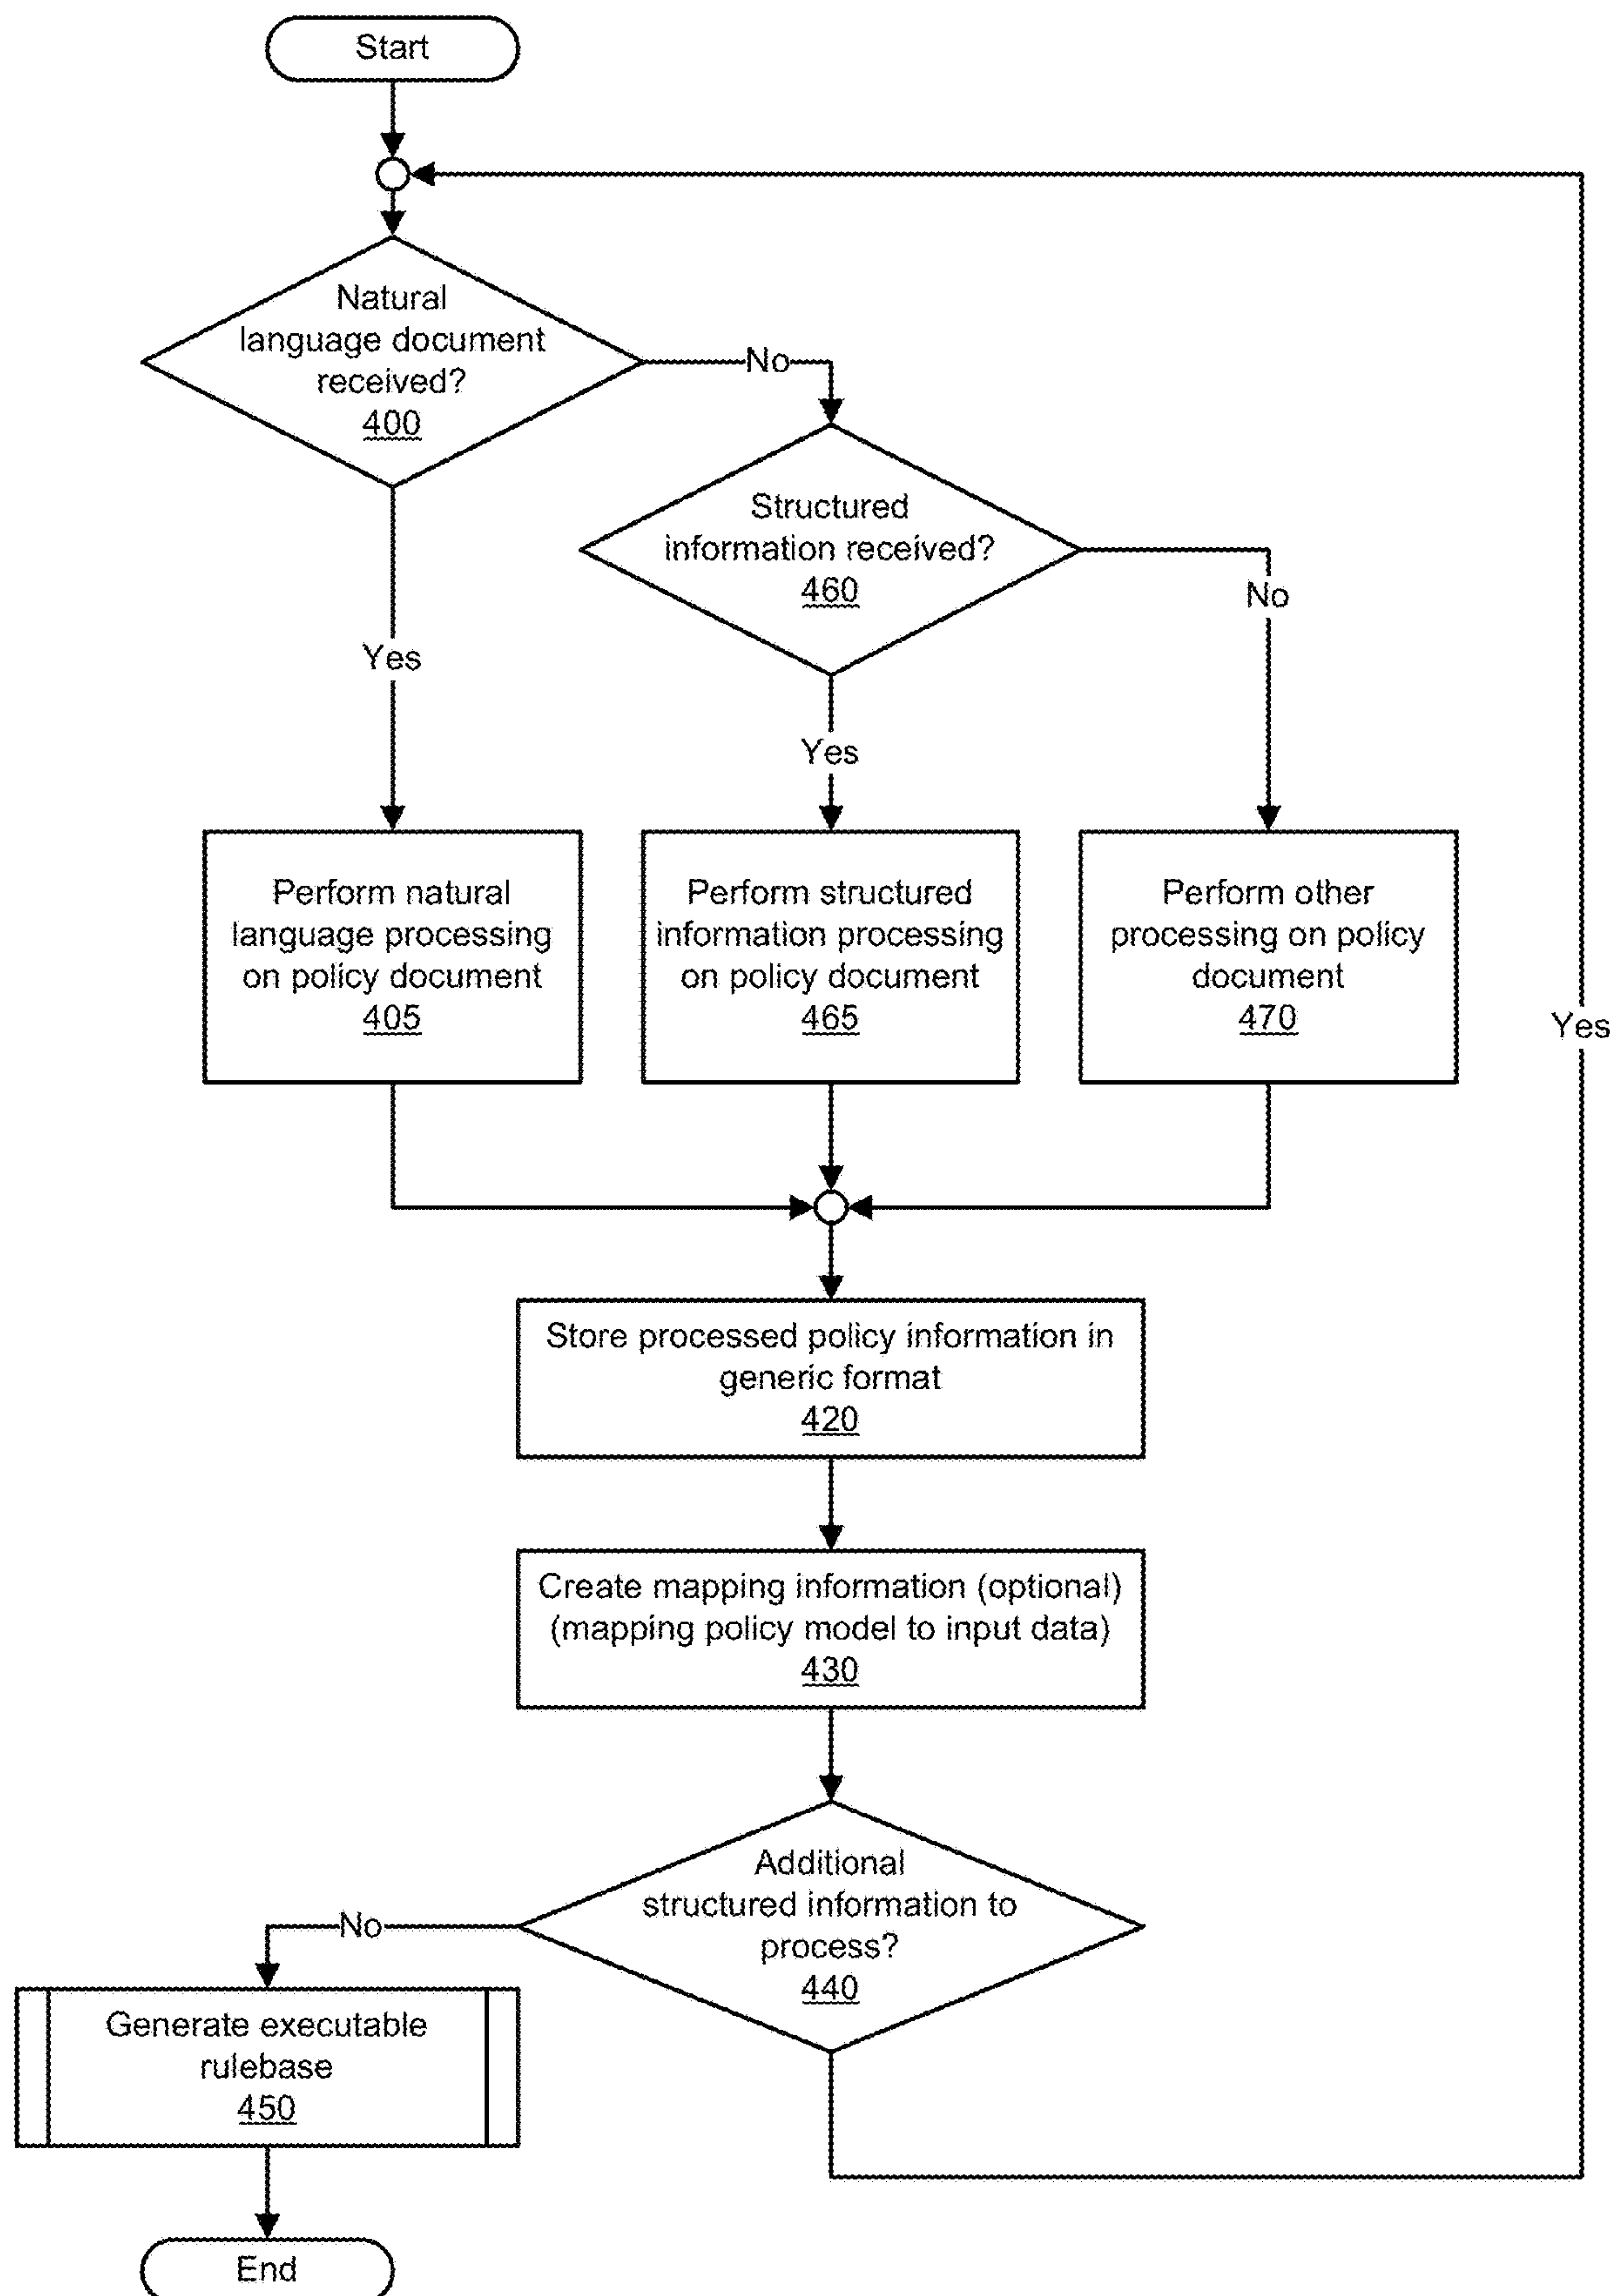 Start
Natural
language document
received?
400
No
Structured
information received?
460
No
Yes
Yes
Perform natural
language processing
on policy document
405
Perform structured
information processing
on policy document
465
Perform other
processing on policy
document
470
Yes
Store processed policy information in
generic format
420
Create mapping information (optional)
(mapping policy model to input data)
430
Additional
structured information to
process?
440
No
Generate executable
rulebase
450
End